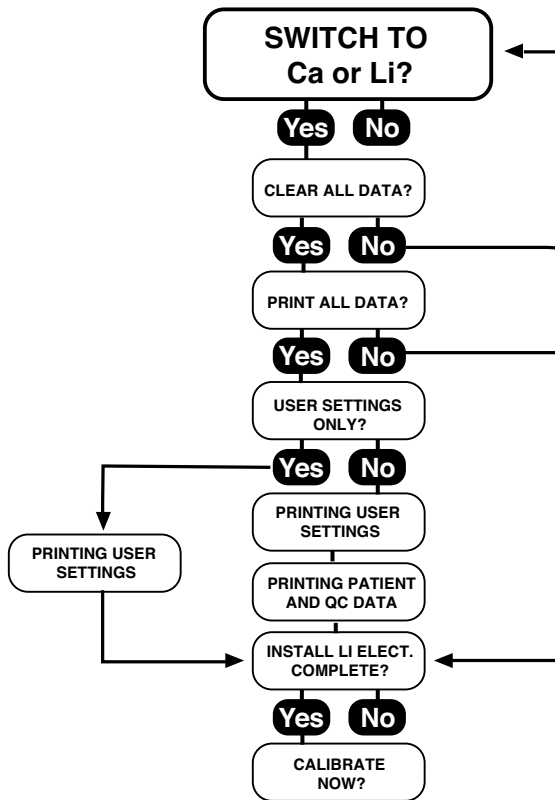 SWITCH TO
Ca or Li?
Yes No
CLEAR ALL DATA?
Yes No
PRINT ALL DATA?
Yes No
USER SETTINGS
ONLY?
Yes No
PRINTING USER
SETTINGS
PRINTING USER
SETTINGS
PRINTING PATIENT
AND QC DATA
INSTALL LI ELECT.
COMPLETE?
Yes No
CALIBRATE
NOW?